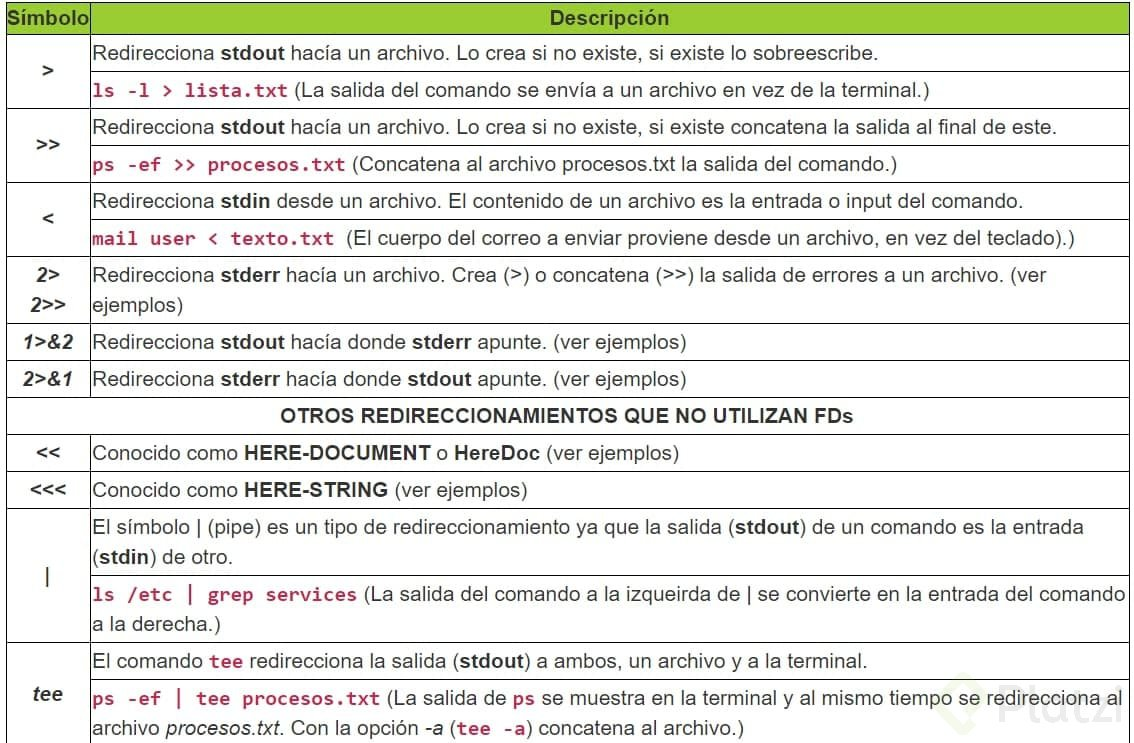 Símbolo Descripción
>
Redirecciona stdout hacía un archivo. Lo crea si no existe, si existe lo sobreescribe.
ls -l > lista.txt (La salida del comando se envía a un archivo en vez de la terminal.)
>>
Redirecciona stdout hacía un archivo. Lo crea si no existe, si existe concatena la salida al final de este.
ps -ef >> procesos.txt (Concatena al archivo procesos.txt la salida del comando.)
<
Redirecciona stdin desde un archivo. El contenido de un archivo es la entrada o input del comando.
mail user < texto.txt (El cuerpo del correo a enviar proviene desde un archivo, en vez del teclado).)
2> Redirecciona stderr hacía un archivo. Crea (>) o concatena (>>) la salida de errores a un archivo. (ver
2>> ejemplos)
1>&2 Redirecciona stdout hacía donde stderr apunte. (ver ejemplos)
2>&1 Redirecciona stderr hacía donde stdout apunte. (ver ejemplos)
OTROS REDIRECCIONAMIENTOS QUE NO UTILIZAN FDs
<< Conocido como HERE-DOCUMENT o HereDoc (ver ejemplos)
<<< Conocido como HERE-STRING (ver ejemplos)
|
El símbolo | (pipe) es un tipo de redireccionamiento ya que la salida (stdout) de un comando es la entrada
(stdin) de otro.
ls /etc | grep services (La salida del comando a la izqueirda de | se convierte en la entrada del comando
a la derecha.)
tee
El comando tee redirecciona la salida (stdout) a ambos, un archivo y a la terminal.
ps -ef | tee procesos.txt (La salida de ps se muestra en la terminal y al mismo tiempo se redirecciona al
archivo procesos.txt. Con la opción -a (tee -a) concatena al archivo.)
Platzi